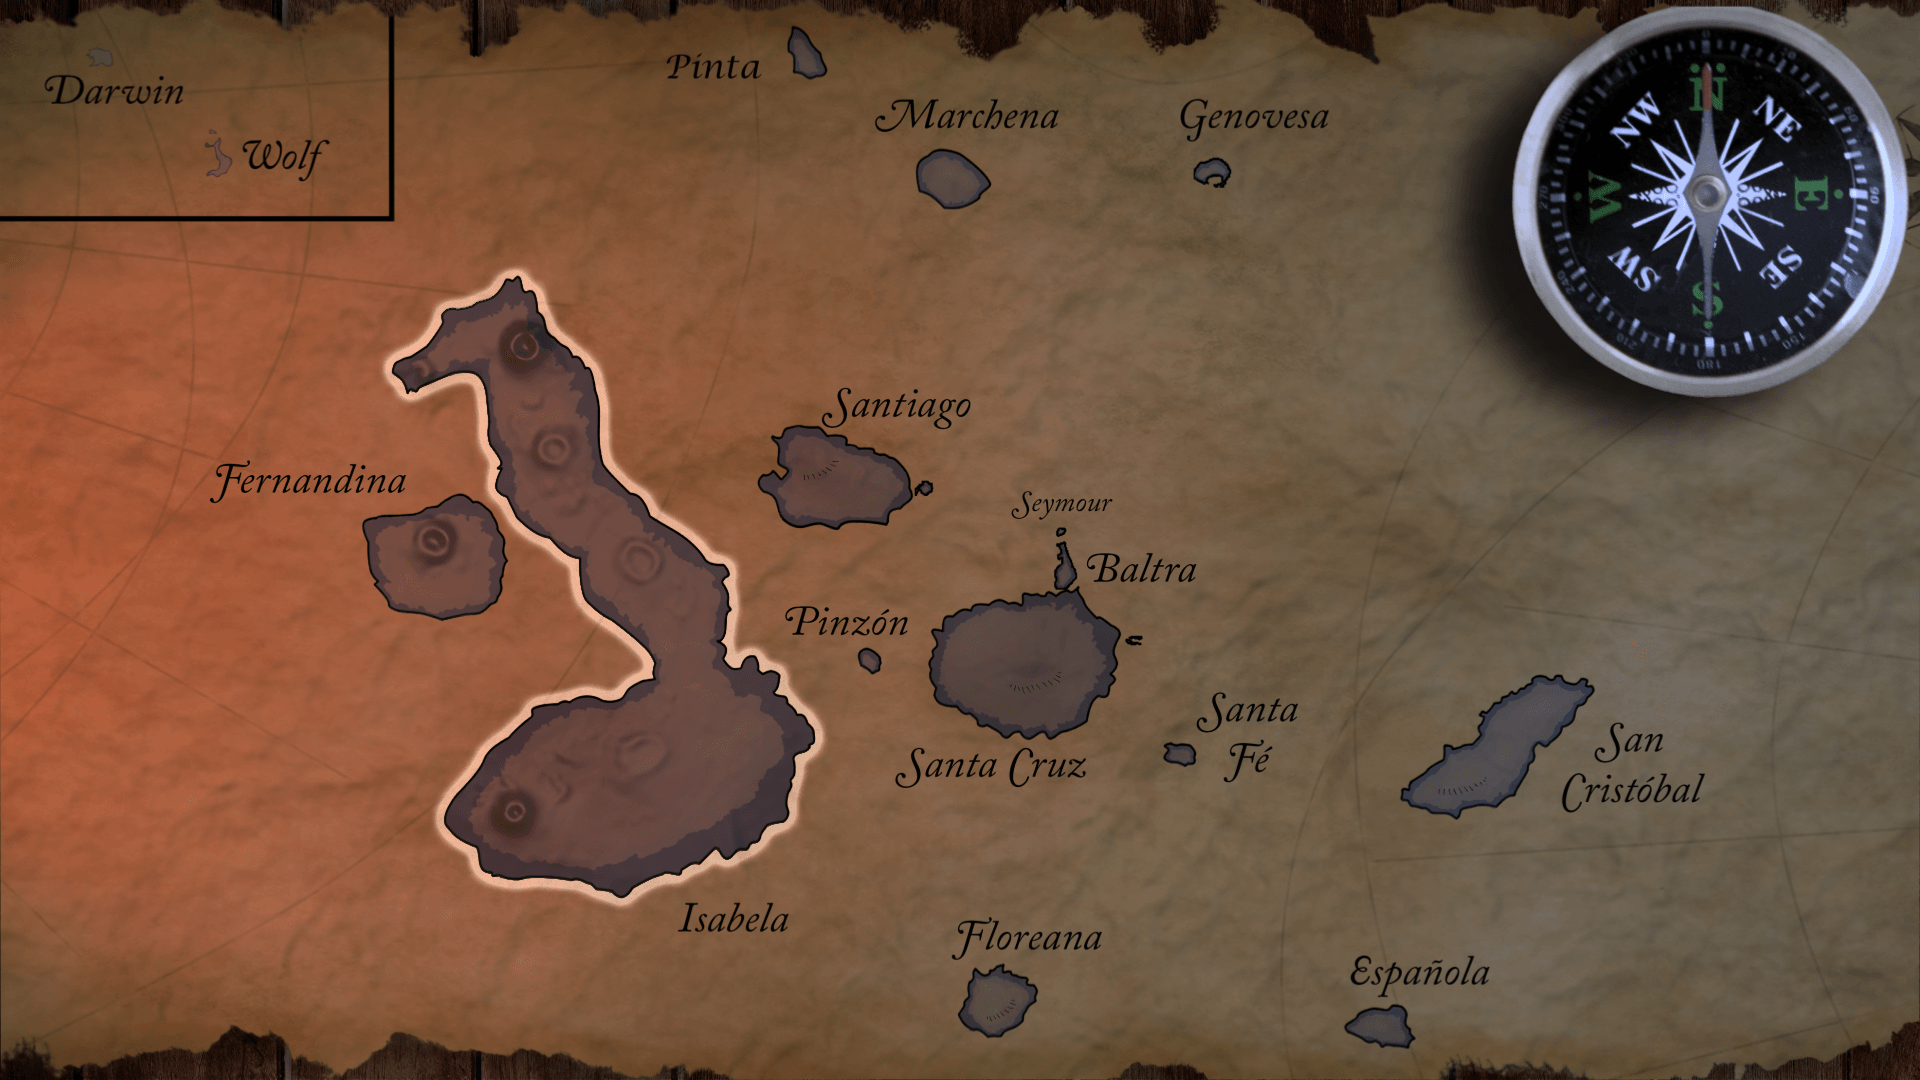 Darwin
Wolf
Pinta
Marchena
Genovesa
N
NE
E
SE
S
SW
W
NW
Santiago
Fernandina
Seymour
Baltra
Pinzón
Santa
Fé
Santa Cruz
San
Cristóbal
Isabela
Floreana
Española